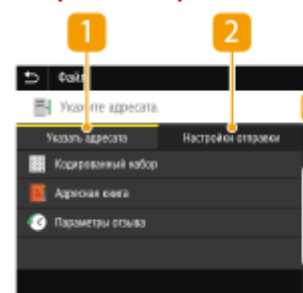 1 2
Файл
Укажите адресата.
Указать адресата Настройки отправки
Кодированный набор
Адресная книга
Параметры отзыва